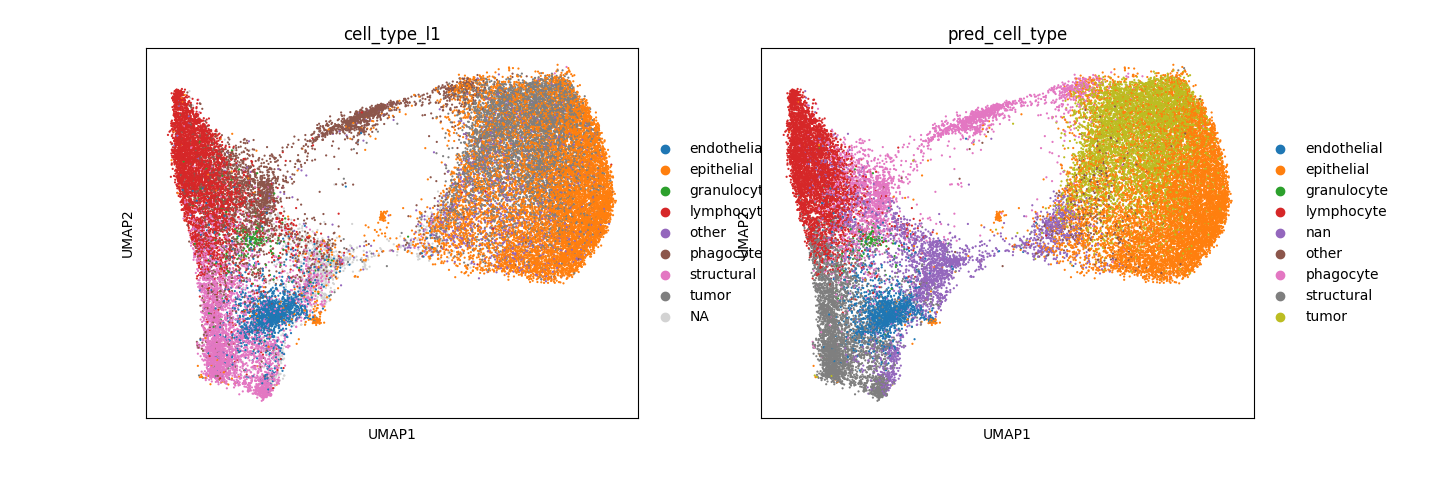 cell_type_l1
UMAP2
UMAP1
endothelia
epithelial
granulocyt
lymphocyt
other
phagocyte
structural
tumor
NA
pred_cell_type
UMAP2
UMAP1
endothelial
epithelial
granulocyte
lymphocyte
nan
other
phagocyte
structural
tumor